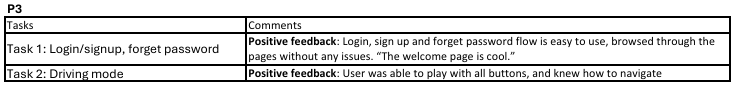 P3
Tasks Comments
Task 1: Login/signup, forget password
Positive feedback: Login, sign up and forget password flow is easy to use, browsed through the
pages without any issues. “The welcome page is cool.”
Task 2: Driving mode
Positive feedback: User was able to play with all buttons, and knew how to navigate